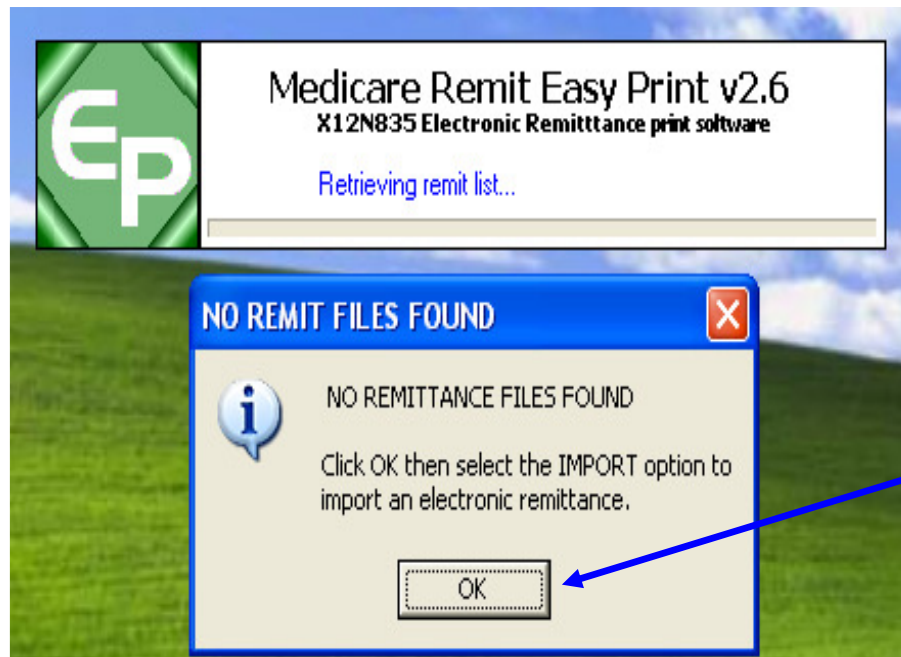 EP
Medicare Remit Easy Print v2.6
X12N835 Electronic Remitttance print software
Retrieving remit list...
NO REMIT FILES FOUND
NO REMITTANCE FILES FOUND
Click OK then select the IMPORT option to
import an electronic remittance.
OK